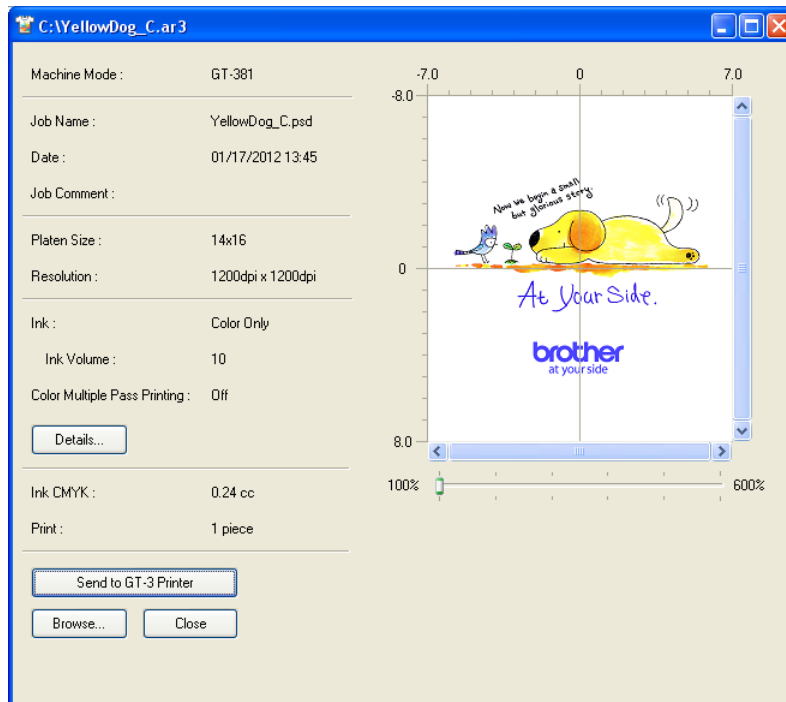 C:\YellowDog_C.ar3
Machine Mode : GT-381
Job Name : YellowDog_C.psd
Date : 01/17/2012 13:45
Job Comment :
Platen Size : 14x16
Resolution : 1200dpi x 1200dpi
Ink : Color Only
Ink Volume : 10
Color Multiple Pass Printing : Off
Details...
Ink CMYK : 0.24 cc
Print : 1 piece
Send to GT-3 Printer
Browse... Close
-7.0 0 7.0
-8.0
Now we begin a small
but glorious story.
0
At Your Side.
brother
at your side
8.0
100% 600%